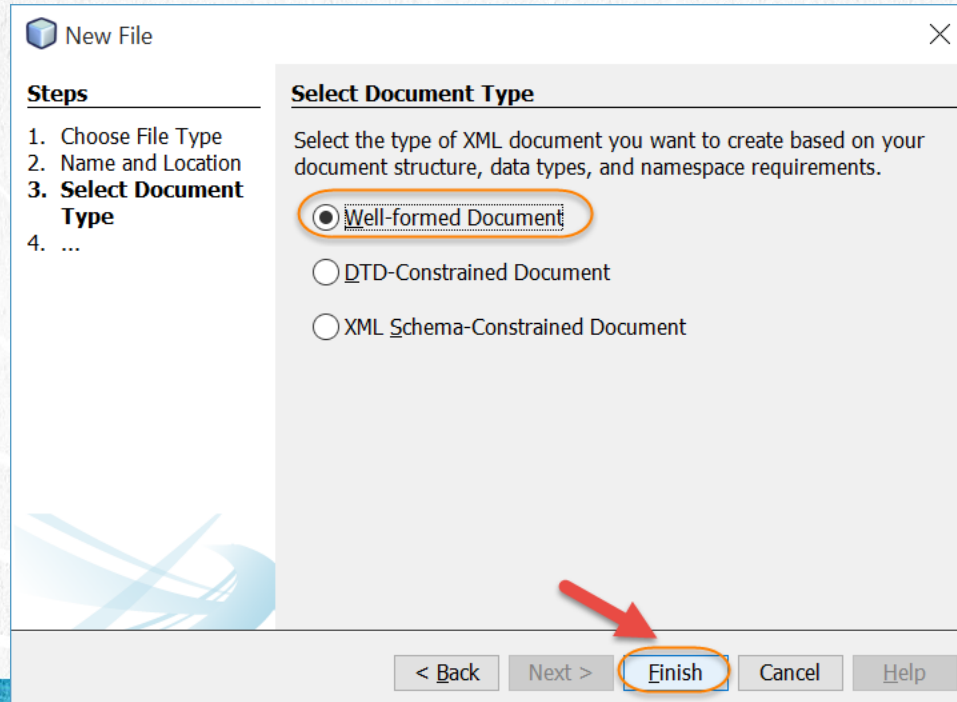 New File
Steps
1. Choose File Type
2. Name and Location
3. Select Document
Type
4. ...
Select Document Type
Select the type of XML document you want to create based on your
document structure, data types, and namespace requirements.
Well-formed Document
DTD-Constrained Document
XML Schema-Constrained Document
< Back Next > Finish Cancel Help